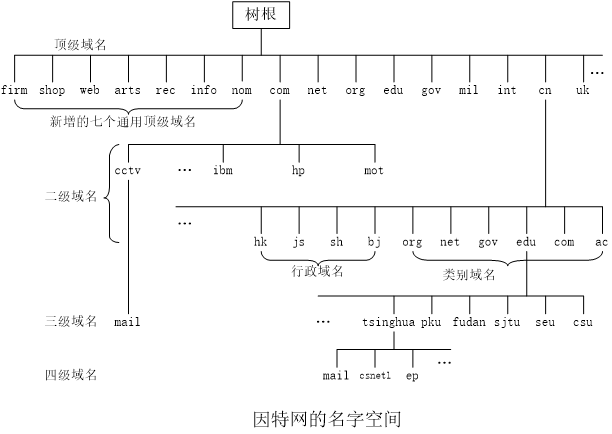 树根
顶级域名
firm shop web arts rec info nom com net org edu gov mil int cn uk …
新增的七个通用顶级域名
cctv … ibm hp mot
二级域名
…
hk js sh bj org net gov edu com ac
行政域名 类别域名
三级域名 mail … tsinghua pku fudan sjtu seu csu
四级域名 mail csnet1 ep …
因特网的名字空间